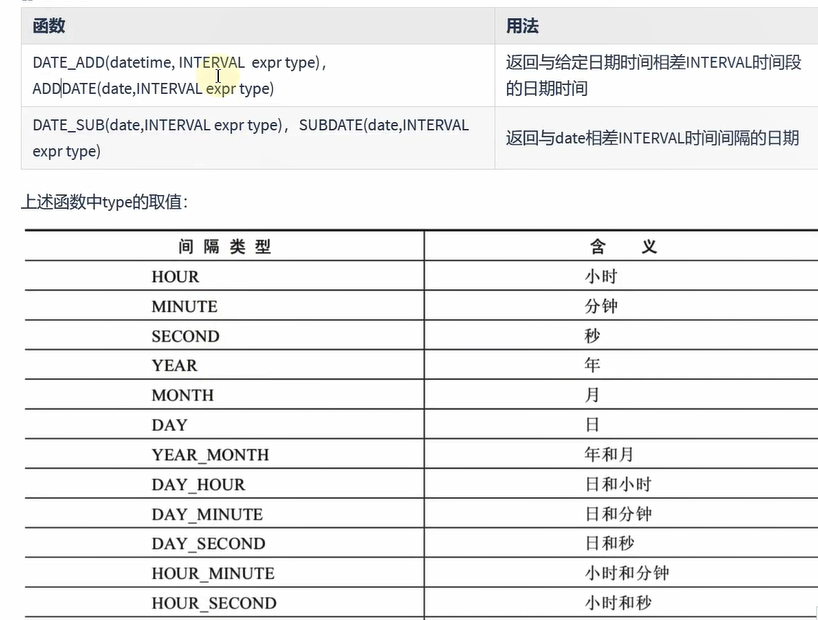 函数 用法
DATE_ADD(datetime, INTERVAL expr type)， 返回与给定日期时间相差INTERVAL时间段
ADDDATE(date,INTERVAL expr type) 的日期时间
DATE_SUB(date,INTERVAL expr type)，SUBDATE(date,INTERVAL
expr type) 返回与date相差INTERVAL时间间隔的日期
上述函数中type的取值：
间隔类型 含义
HOUR 小时
MINUTE 分钟
SECOND 秒
YEAR 年
MONTH 月
DAY 日
YEAR_MONTH 年和月
DAY_HOUR 日和小时
DAY_MINUTE 日和分钟
DAY_SECOND 日和秒
HOUR_MINUTE 小时和分钟
HOUR_SECOND 小时和秒